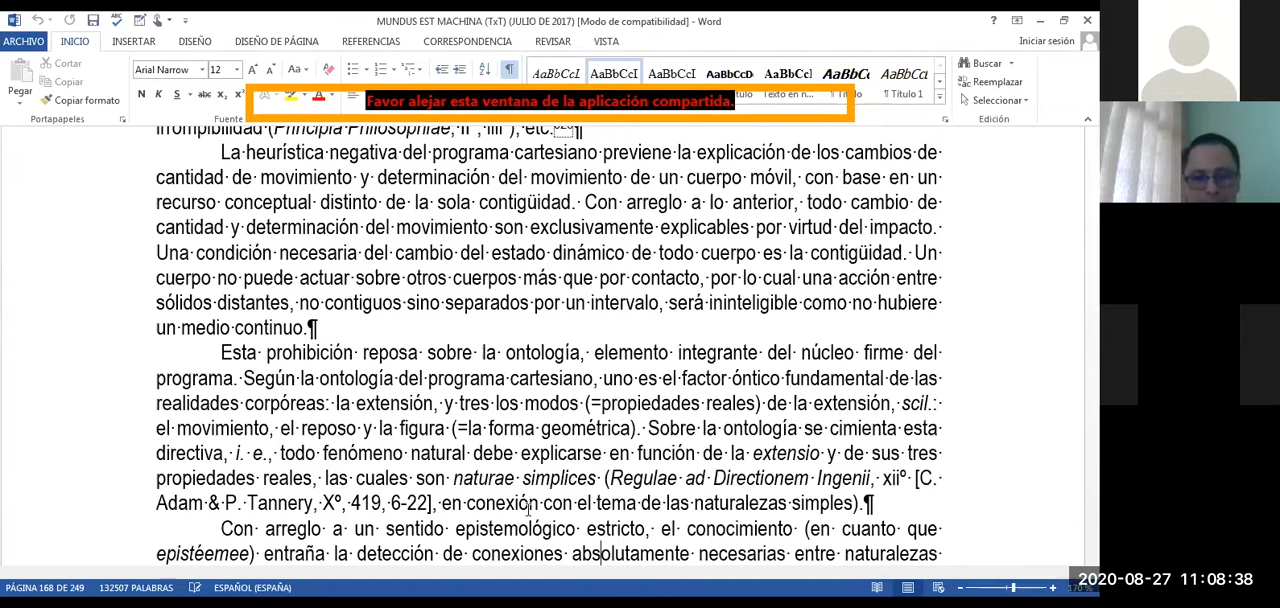 MUNDUS EST MACHINA (TxT) (JULIO DE 2017) [Modo de compatibilidad] - Word
ARCHIVO INICIO INSERTAR DISEÑO DISEÑO DE PÁGINA REFERENCIAS CORRESPONDENCIA REVISAR VISTA Iniciar sesión
Cortar
Copiar
Pegar
Copiar formato
Portapapeles
Arial Narrow 12
N K S abc x₂ x²
Fuente
AaBbCcI AaBbCcI AaBbCcI AaBbCcD AaBbCcI AaBbC AaBbCcI
Texto en n... Título ¶ Título 1
Buscar
Reemplazar
Seleccionar
Edición
Favor alejar esta ventana de la aplicación compartida.
irrompibilidad (Principia Philosophiae, II , IIII ), etc. ¶
La heurística negativa del programa cartesiano previene la explicación de los cambios de
cantidad de movimiento y determinación del movimiento de un cuerpo móvil, con base en un
recurso conceptual distinto de la sola contigüidad. Con arreglo a lo anterior, todo cambio de
cantidad y determinación del movimiento son exclusivamente explicables por virtud del impacto.
Una condición necesaria del cambio del estado dinámico de todo cuerpo es la contigüidad. Un
cuerpo no puede actuar sobre otros cuerpos más que por contacto, por lo cual una acción entre
sólidos distantes, no contiguos sino separados por un intervalo, será ininteligible como no hubiere
un medio continuo.¶
Esta prohibición reposa sobre la ontología, elemento integrante del núcleo firme del
programa. Según la ontología del programa cartesiano, uno es el factor óntico fundamental de las
realidades corpóreas: la extensión, y tres los modos (=propiedades reales) de la extensión, scil.:
el movimiento, el reposo y la figura (=la forma geométrica). Sobre la ontología se cimienta esta
directiva, i. e., todo fenómeno natural debe explicarse en función de la extensio y de sus tres
propiedades reales, las cuales son naturae simplices (Regulae ad Directionem Ingenii, xiiº [C.
Adam & P. Tannery, Xº, 419, 6-22], en conexión con el tema de las naturalezas simples).¶
Con arreglo a un sentido epistemológico estricto, el conocimiento (en cuanto que
epistéemee) entraña la detección de conexiones absolutamente necesarias entre naturalezas
PÁGINA 168 DE 249 132507 PALABRAS ESPAÑOL (ESPAÑA) 170 %
2020-08-27 11:08:38